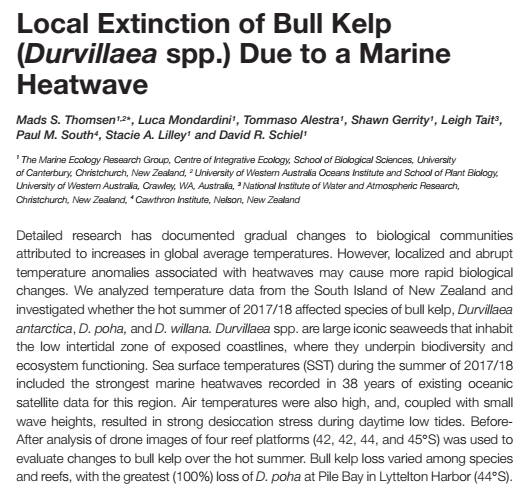 Local Extinction of Bull Kelp
(Durvillaea spp.) Due to a Marine
Heatwave
Mads S. Thomsen¹,²*, Luca Mondardini¹, Tommaso Alestra¹, Shawn Gerrity¹, Leigh Tait³,
Paul M. South⁴, Stacie A. Lilley¹ and David R. Schiel¹
¹ The Marine Ecology Research Group, Centre of Integrative Ecology, School of Biological Sciences, University
of Canterbury, Christchurch, New Zealand, ² University of Western Australia Oceans Institute and School of Plant Biology,
University of Western Australia, Crawley, WA, Australia, ³ National Institute of Water and Atmospheric Research,
Christchurch, New Zealand, ⁴ Cawthron Institute, Nelson, New Zealand
Detailed research has documented gradual changes to biological communities
attributed to increases in global average temperatures. However, localized and abrupt
temperature anomalies associated with heatwaves may cause more rapid biological
changes. We analyzed temperature data from the South Island of New Zealand and
investigated whether the hot summer of 2017/18 affected species of bull kelp, Durvillaea
antarctica, D. poha, and D. willana. Durvillaea spp. are large iconic seaweeds that inhabit
the low intertidal zone of exposed coastlines, where they underpin biodiversity and
ecosystem functioning. Sea surface temperatures (SST) during the summer of 2017/18
included the strongest marine heatwaves recorded in 38 years of existing oceanic
satellite data for this region. Air temperatures were also high, and, coupled with small
wave heights, resulted in strong desiccation stress during daytime low tides. Before-
After analysis of drone images of four reef platforms (42, 42, 44, and 45°S) was used to
evaluate changes to bull kelp over the hot summer. Bull kelp loss varied among species
and reefs, with the greatest (100%) loss of D. poha at Pile Bay in Lyttelton Harbor (44°S).